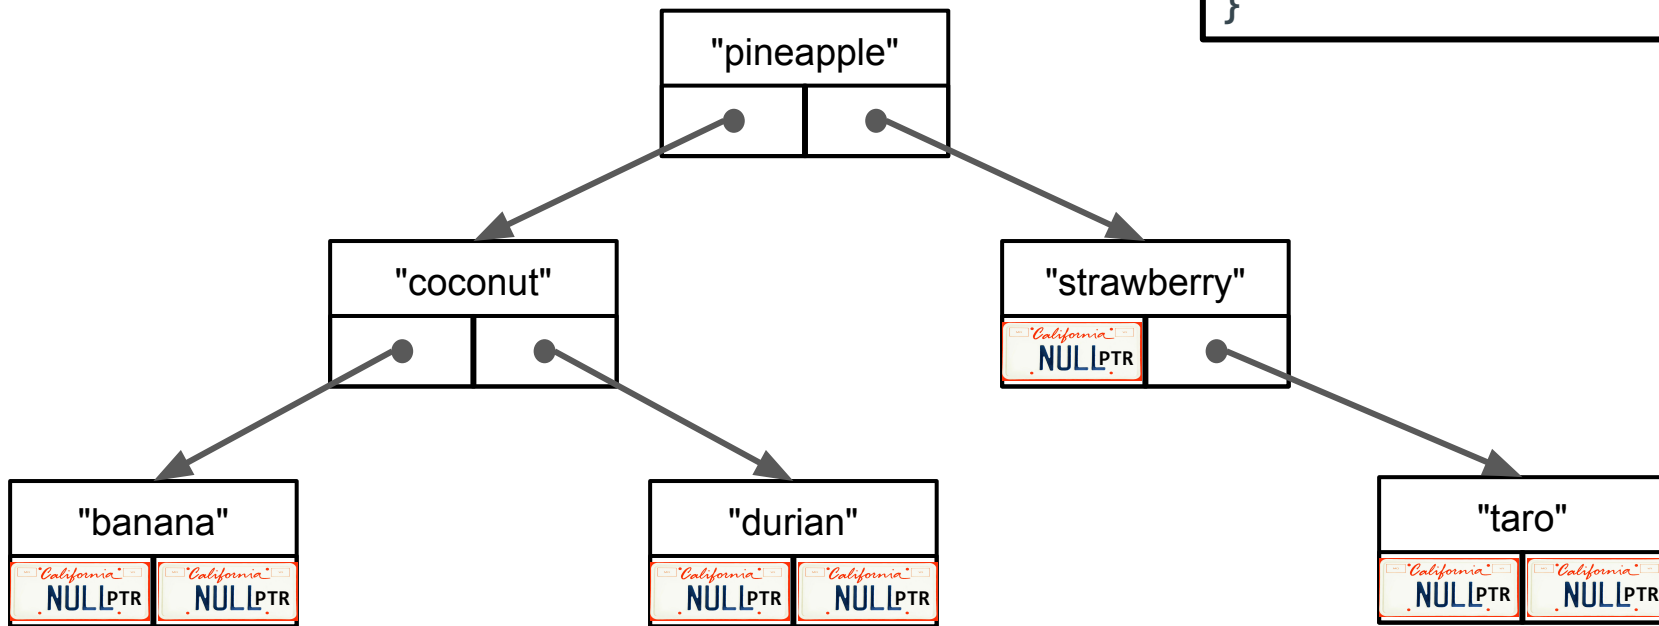 }
"pineapple"
"coconut"
"strawberry"
California
NULLPTR
"banana"
"durian"
"taro"
California California
NULLPTR NULLPTR
California California
NULLPTR NULLPTR
California California
NULLPTR NULLPTR